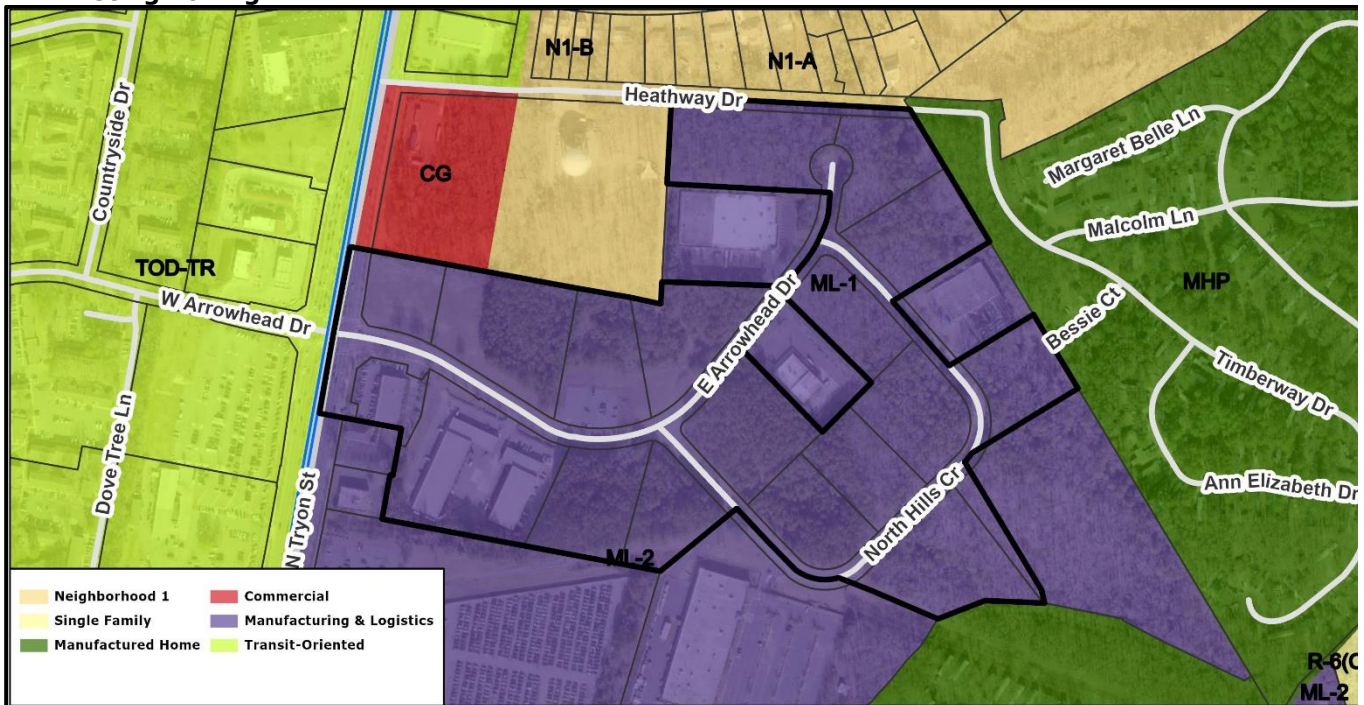 N1-B
N1-A
Heathway Dr
Countryside Dr
Margaret Belle Ln
CG
Malcolm Ln
TOD-TR
W Arrowhead Dr
ML-1
MHP
E Arrowhead Dr
Bessie Ct
Timberway Dr
Dove Tree Ln
Ann Elizabeth Dr
North Hills Cr
N Tryon St
ML-2
Neighborhood 1
Commercial
Single Family
Manufacturing & Logistics
Manufactured Home
Transit-Oriented
R-6(C
ML-2